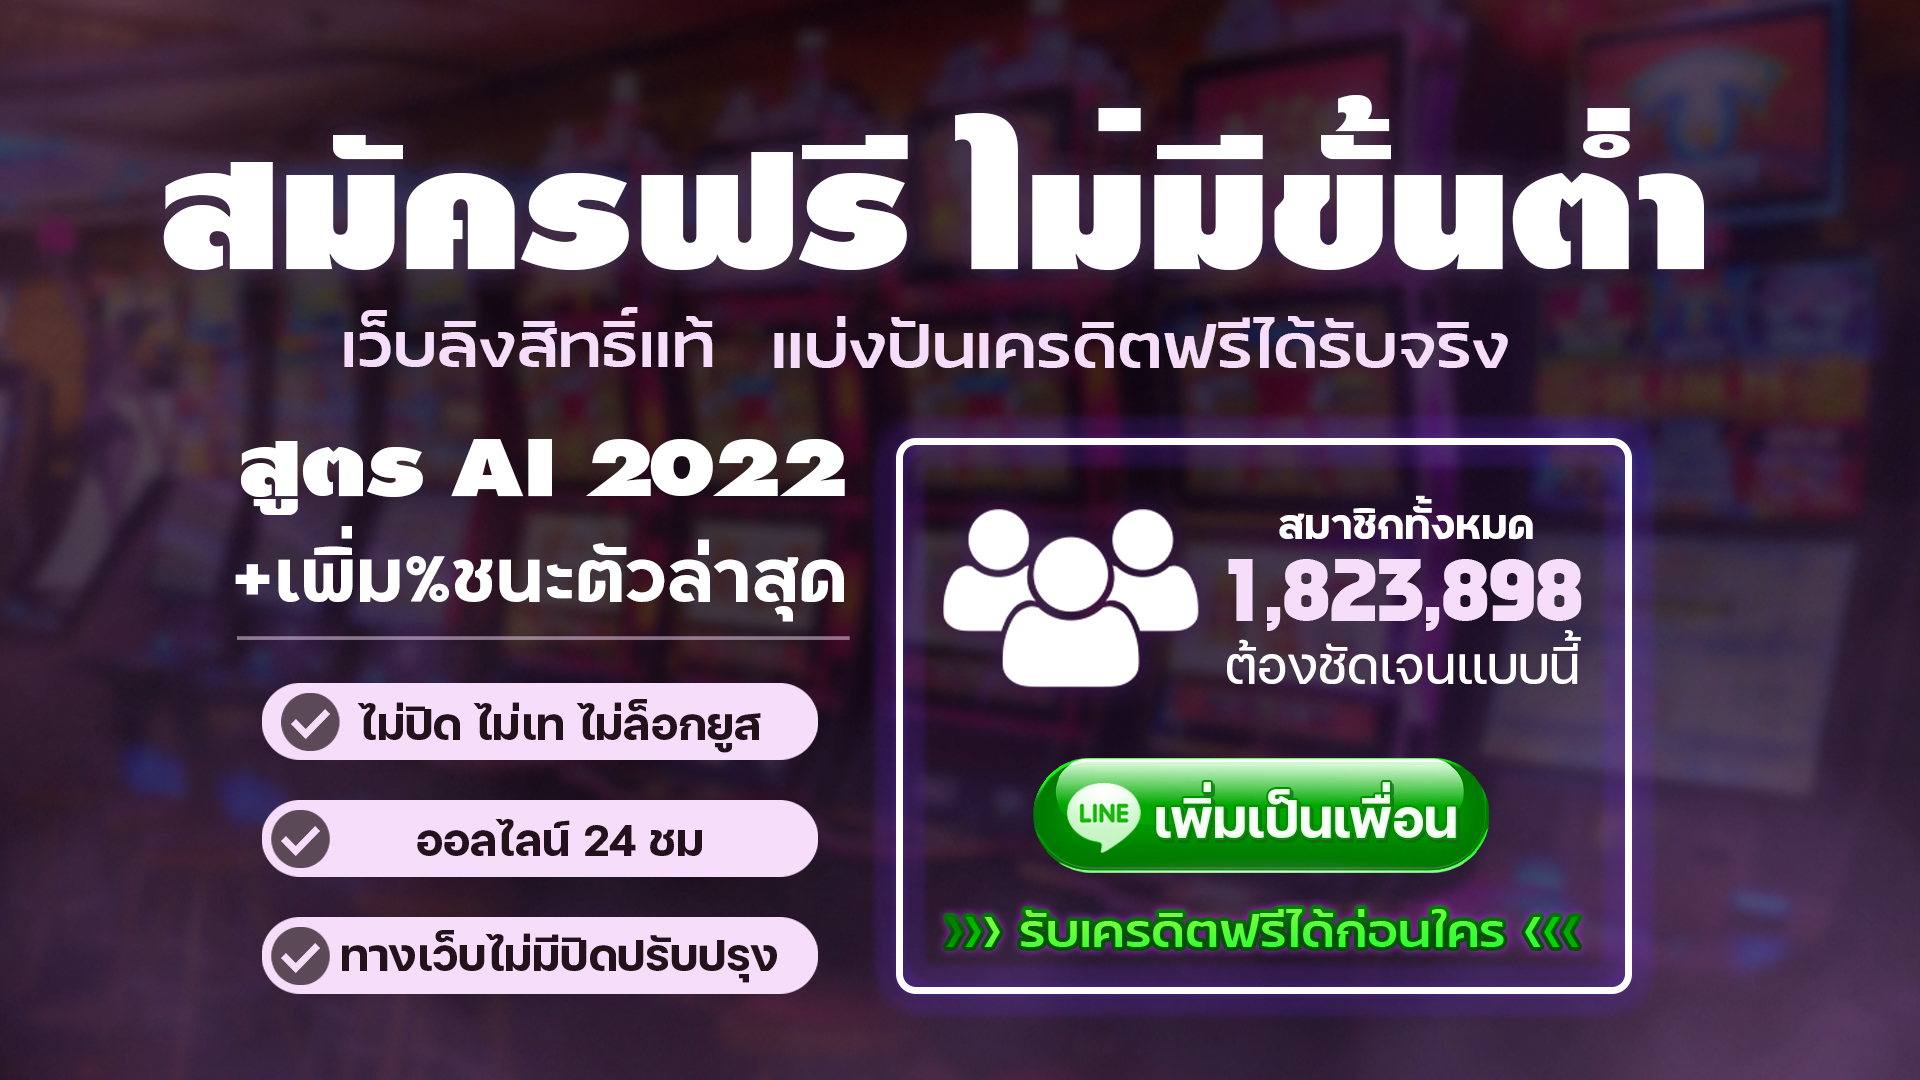 สมัครฟรี ไม่มีขั้นต่ำ
เว็บลิงสิทธิ์แท้ แบ่งปันเครดิตฟรีได้รับจริง
สูตร AI 2022
+เพิ่ม%ชนะตัวล่าสุด
ไม่ปิด ไม่เท ไม่ล็อกยูส
ออลไลน์ 24 ชม
ทางเว็บไม่มีปิดปรับปรุง
สมาชิกทั้งหมด
1,823,898
ต้องชัดเจนแบบนี้
LINE เพิ่มเป็นเพื่อน
››› รับเครดิตฟรีได้ก่อนใคร ‹‹‹